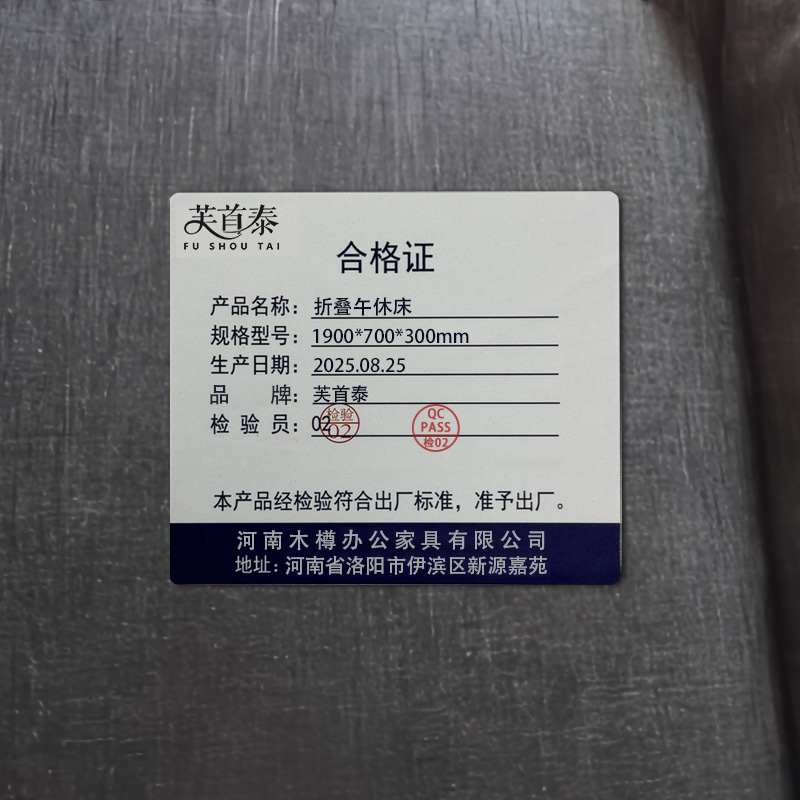 芙首泰
FU SHOU TAI
合格证
产品名称：折叠午休床
规格型号：1900*700*300mm
生产日期：2025.08.25
品 牌：芙首泰
检 验 员：02
检验
02
QC
PASS
检02
本产品经检验符合出厂标准，准予出厂。
河南木樽办公家具有限公司
地址：河南省洛阳市伊滨区新源嘉苑